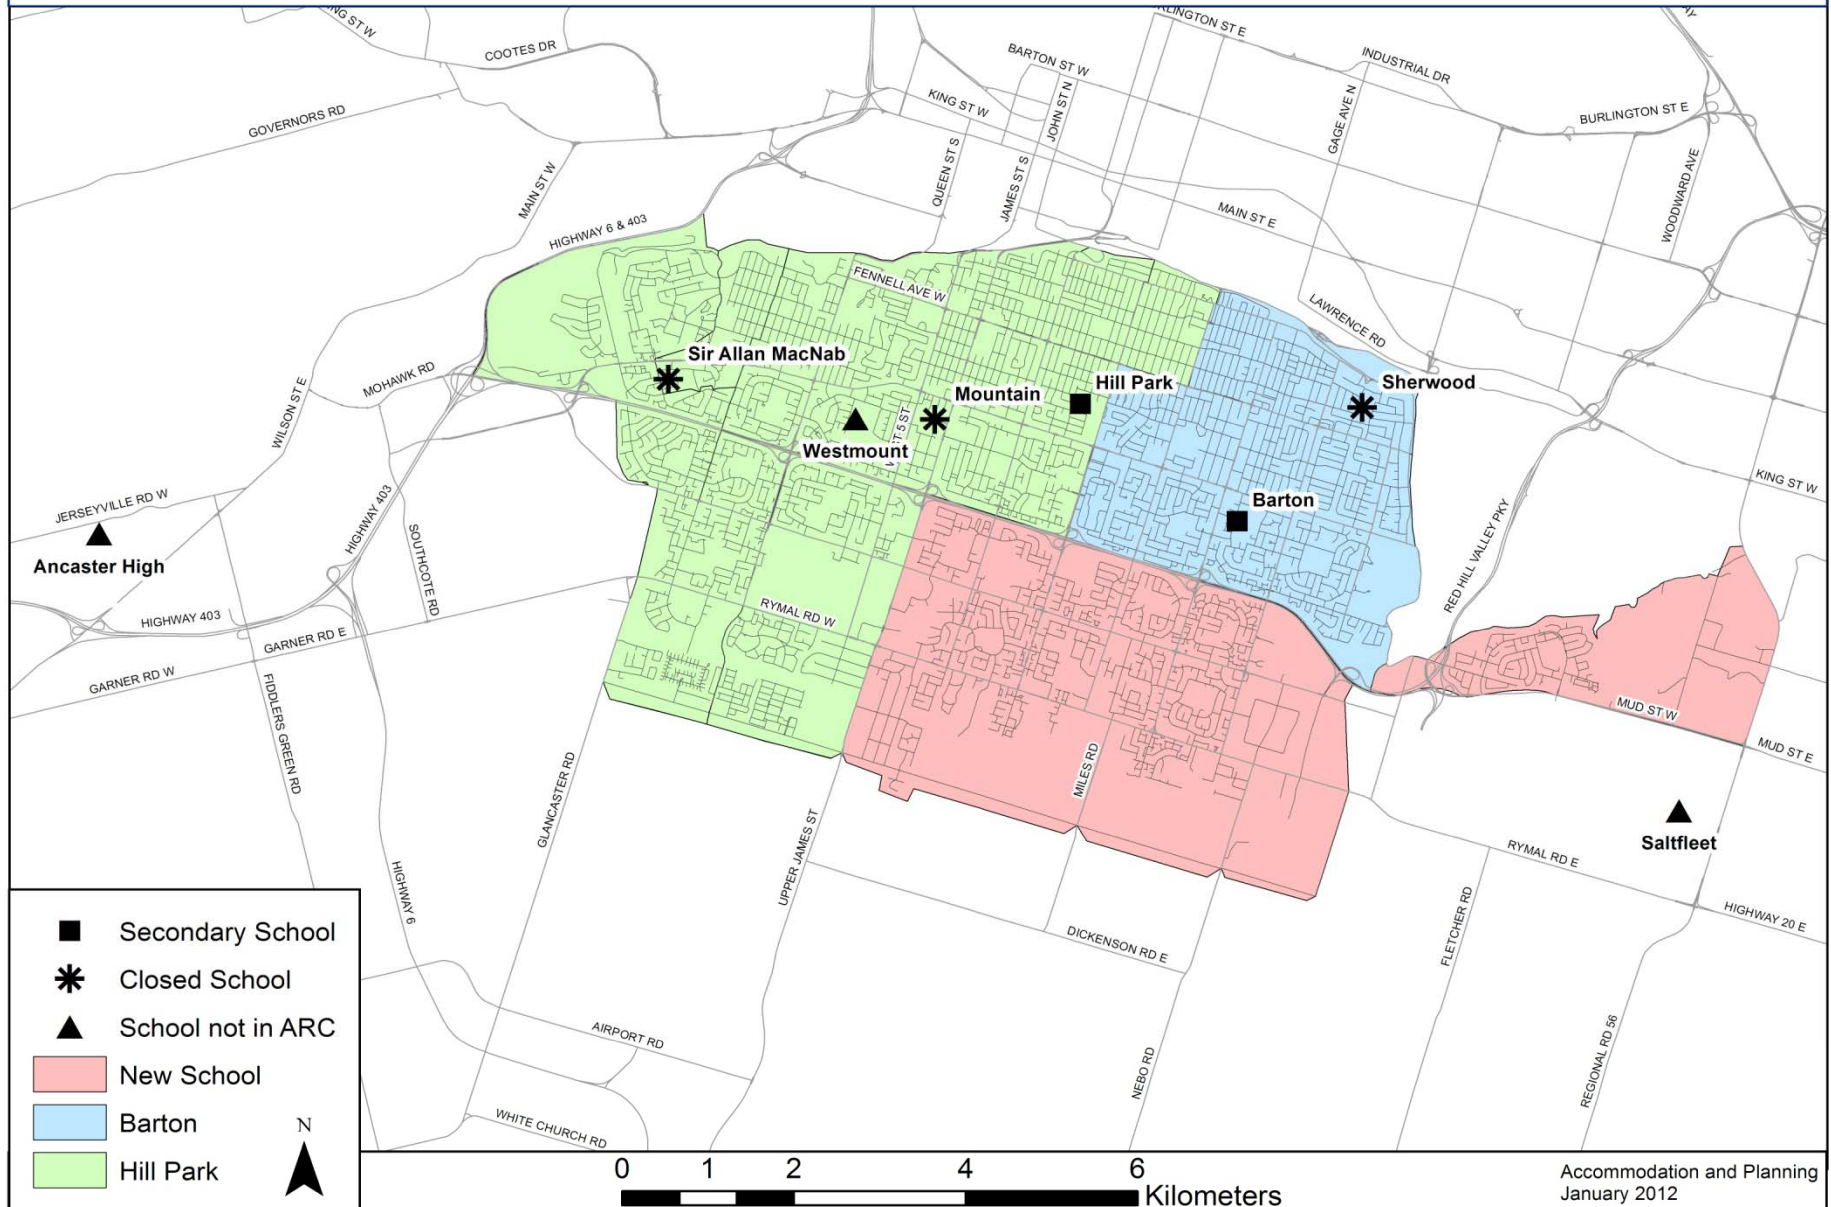 NG ST W
COOTES DR
GOVERNORS RD
MAIN ST W
HIGHWAY 6 & 403
BARTON ST W
KING ST W
JOHN ST N
QUEEN ST S
JAMES ST S
RLINGTON ST E
INDUSTRIAL DR
GAGE AVE N
BURLINGTON ST E
WOODWARD AVE
MAIN ST E
LAWRENCE RD
FENNELL AVE W
Sir Allan MacNab
Mountain
Hill Park
Sherwood
Westmount
T 5 ST
Barton
MOHAWK RD
WILSON ST E
JERSEYVILLE RD W
Ancaster High
HIGHWAY 403
SOUTHCOTE RD
HIGHWAY 403
GARNER RD E
GARNER RD W
FIDDLERS GREEN RD
RYMAL RD W
KING ST W
RED HILL VALLEY PKY
MUD ST W
MUD ST E
GLANCASTER RD
UPPER JAMES ST
MILES RD
Saltfleet
RYMAL RD E
HIGHWAY 20 E
FLETCHER RD
DICKENSON RD E
HIGHWAY 6
AIRPORT RD
NEBO RD
REGIONAL RD 56
WHITE CHURCH RD
Secondary School
Closed School
School not in ARC
New School
Barton
Hill Park
N
0 1 2 4 6
Kilometers
Accommodation and Planning
January 2012